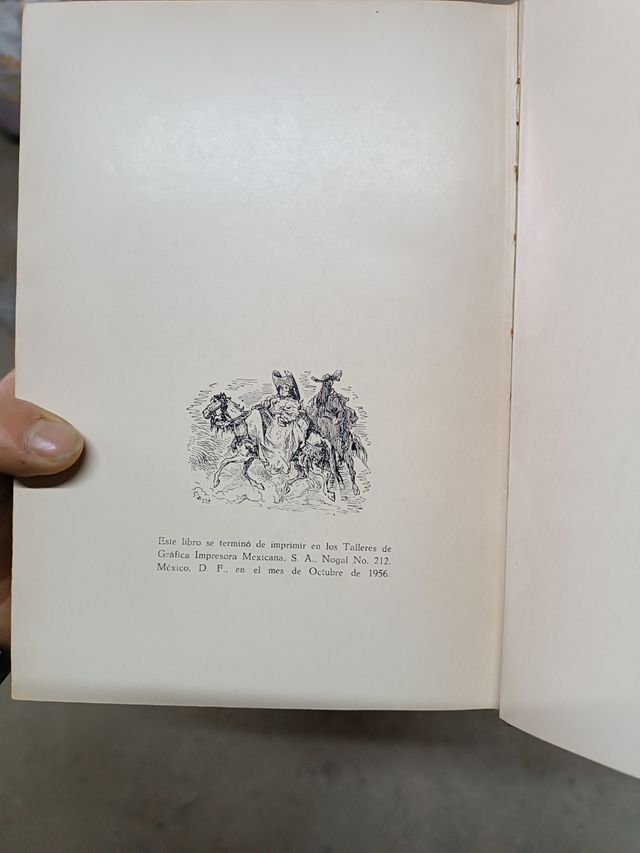 Este libro se terminó de imprimir en los Talleres de
Gráfica Impresora Mexicana, S. A., Nogal No. 212.
México, D. F., en el mes de Octubre de 1956.